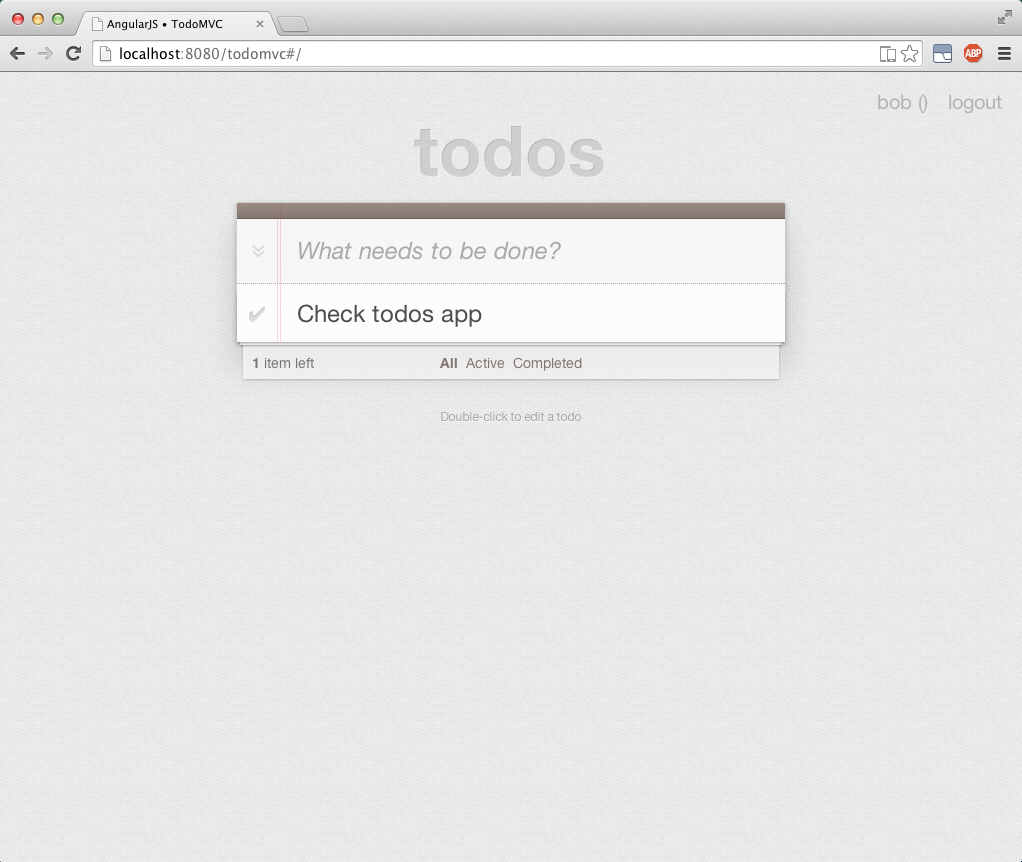 AngularJS • TodoMVC
localhost:8080/todomvc#/
ABP
bob () logout
todos
What needs to be done?
Check todos app
1 item left All Active Completed
Double-click to edit a todo